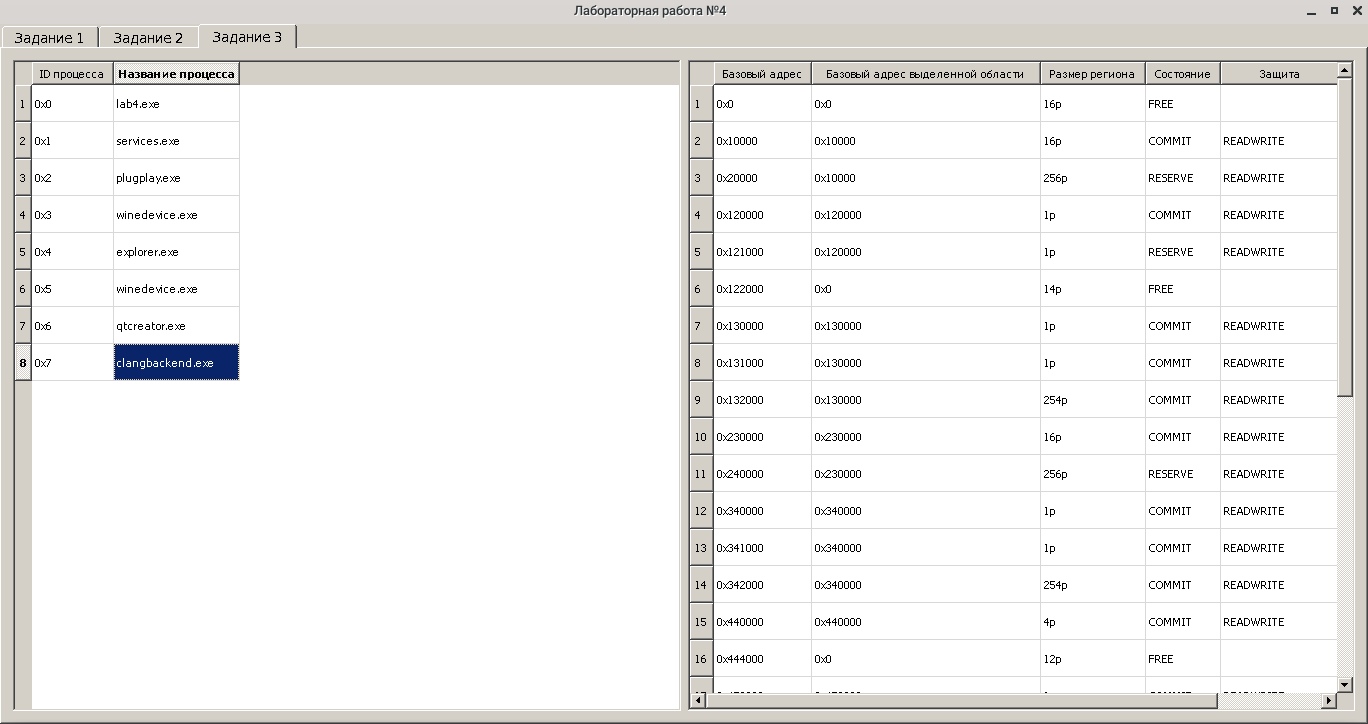 Лабораторная работа №4
Задание 1 Задание 2 Задание 3
ID процесса Название процесса
1 0x0 lab4.exe
2 0x1 services.exe
3 0x2 plugplay.exe
4 0x3 winedevice.exe
5 0x4 explorer.exe
6 0x5 winedevice.exe
7 0x6 qtcreator.exe
8 0x7 clangbackend.exe
Базовый адрес Базовый адрес выделенной области Размер региона Состояние Защита
1 0x0 0x0 16p FREE
2 0x10000 0x10000 16p COMMIT READWRITE
3 0x20000 0x10000 256p RESERVE READWRITE
4 0x120000 0x120000 1p COMMIT READWRITE
5 0x121000 0x120000 1p RESERVE READWRITE
6 0x122000 0x0 14p FREE
7 0x130000 0x130000 1p COMMIT READWRITE
8 0x131000 0x130000 1p COMMIT READWRITE
9 0x132000 0x130000 254p COMMIT READWRITE
10 0x230000 0x230000 16p COMMIT READWRITE
11 0x240000 0x230000 256p RESERVE READWRITE
12 0x340000 0x340000 1p COMMIT READWRITE
13 0x341000 0x340000 1p COMMIT READWRITE
14 0x342000 0x340000 254p COMMIT READWRITE
15 0x440000 0x440000 4p COMMIT READWRITE
16 0x444000 0x0 12p FREE